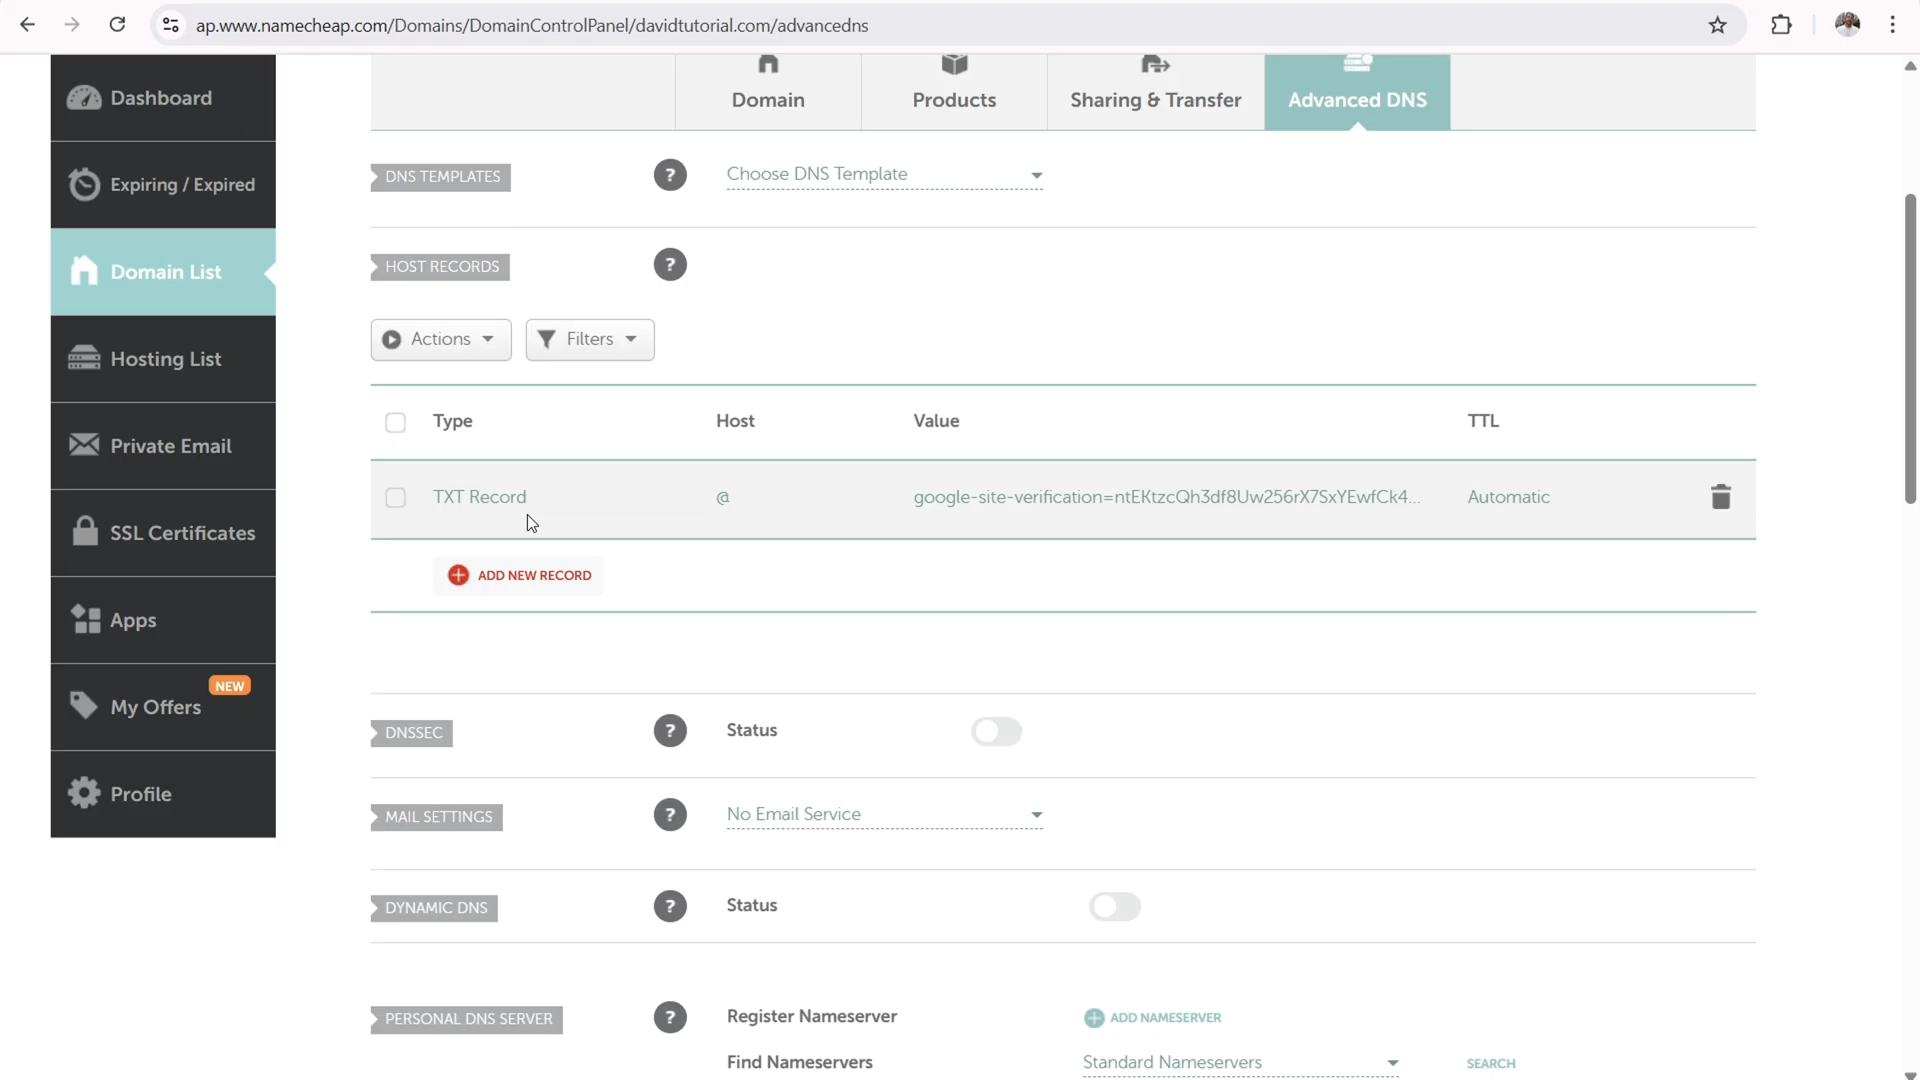 ap.www.namecheap.com/Domains/DomainControlPanel/davidtutorial.com/advancedns
Dashboard
Expiring / Expired
Domain List
Hosting List
Private Email
SSL Certificates
Apps
NEW
My Offers
Profile
Domain
Products
Sharing & Transfer
Advanced DNS
DNS TEMPLATES
?
Choose DNS Template
HOST RECORDS
?
Actions
Filters
Type
Host
Value
TTL
TXT Record
@
google-site-verification=ntEKtzcQh3df8Uw256rX7SxYEwfCk4...
Automatic
ADD NEW RECORD
DNSSEC
?
Status
MAIL SETTINGS
?
No Email Service
DYNAMIC DNS
?
Status
PERSONAL DNS SERVER
?
Register Nameserver
ADD NAMESERVER
Find Nameservers
Standard Nameservers
SEARCH